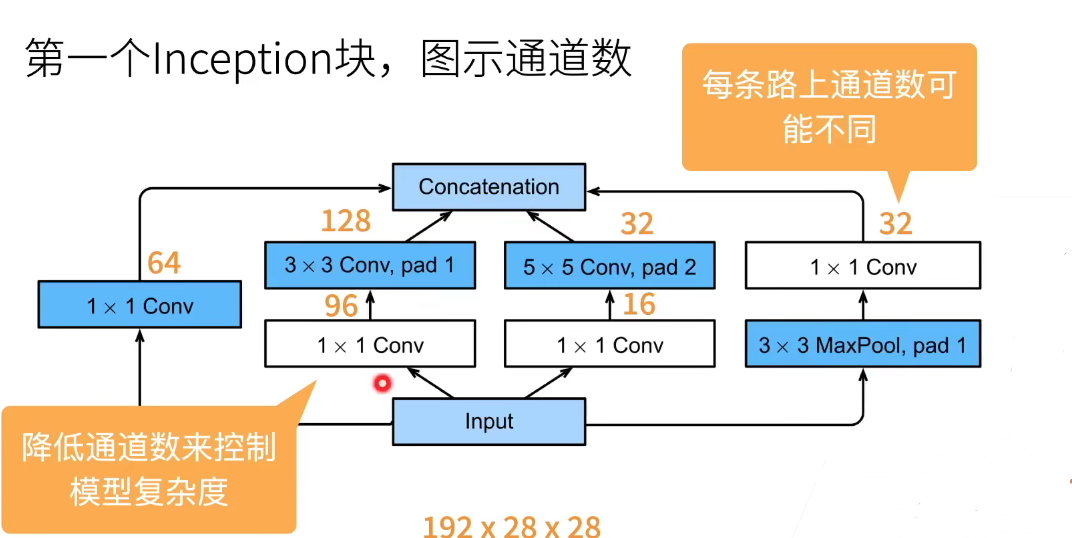 第一个Inception块，图示通道数
每条路上通道数可
能不同
Concatenation
128
32
32
64
3 × 3 Conv, pad 1
5 × 5 Conv, pad 2
1 × 1 Conv
1 × 1 Conv
96
16
1 × 1 Conv
1 × 1 Conv
3 × 3 MaxPool, pad 1
Input
降低通道数来控制
模型复杂度
192 x 28 x 28